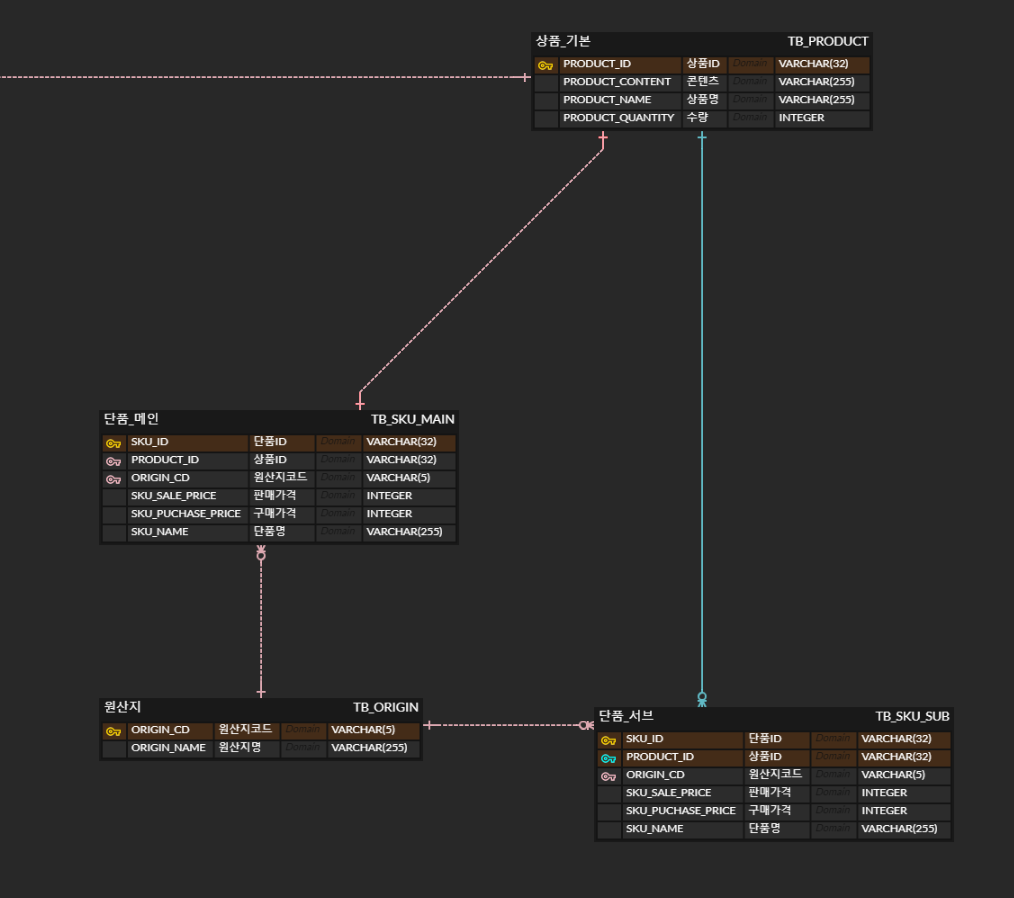 상품_기본 TB_PRODUCT
PRODUCT_ID 상품ID Domain VARCHAR(32)
PRODUCT_CONTENT 콘텐츠 Domain VARCHAR(255)
PRODUCT_NAME 상품명 Domain VARCHAR(255)
PRODUCT_QUANTITY 수량 Domain INTEGER
단품_메인 TB_SKU_MAIN
SKU_ID 단품ID Domain VARCHAR(32)
PRODUCT_ID 상품ID Domain VARCHAR(32)
ORIGIN_CD 원산지코드 Domain VARCHAR(5)
SKU_SALE_PRICE 판매가격 Domain INTEGER
SKU_PUCHASE_PRICE 구매가격 Domain INTEGER
SKU_NAME 단품명 Domain VARCHAR(255)
원산지 TB_ORIGIN
ORIGIN_CD 원산지코드 Domain VARCHAR(5)
ORIGIN_NAME 원산지명 Domain VARCHAR(255)
단품_서브 TB_SKU_SUB
SKU_ID 단품ID Domain VARCHAR(32)
PRODUCT_ID 상품ID Domain VARCHAR(32)
ORIGIN_CD 원산지코드 Domain VARCHAR(5)
SKU_SALE_PRICE 판매가격 Domain INTEGER
SKU_PUCHASE_PRICE 구매가격 Domain INTEGER
SKU_NAME 단품명 Domain VARCHAR(255)